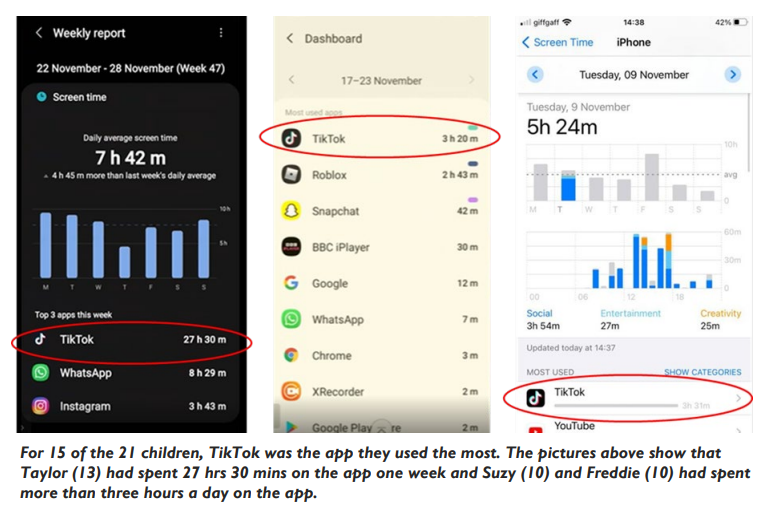 Weekly report
22 November - 28 November (Week 47)
Screen time
Daily average screen time
7 h 42 m
4 h 45 m more than last week's daily average
10 h
5 h
M T W T F S S
Top 3 apps this week
TikTok 27 h 30 m
WhatsApp 8 h 29 m
Instagram 3 h 43 m
Dashboard
17–23 November
Most used apps
TikTok 3 h 20 m
Roblox 2 h 43 m
Snapchat 42 m
BBC iPlayer 30 m
Google 12 m
WhatsApp 7 m
Chrome 3 m
XRecorder 2 m
Google Play re 2 m
giffgaff 14:38 42%
Screen Time iPhone
Tuesday, 09 November
Tuesday, 9 November
5h 24m
10h
avg
0
M T W T F S S
60m
30m
0
00 06 12 18
Social Entertainment Creativity
3h 54m 27m 25m
Updated today at 14:37
MOST USED SHOW CATEGORIES
TikTok
3h 31m
YouTube
For 15 of the 21 children, TikTok was the app they used the most. The pictures above show that
Taylor (13) had spent 27 hrs 30 mins on the app one week and Suzy (10) and Freddie (10) had spent
more than three hours a day on the app.